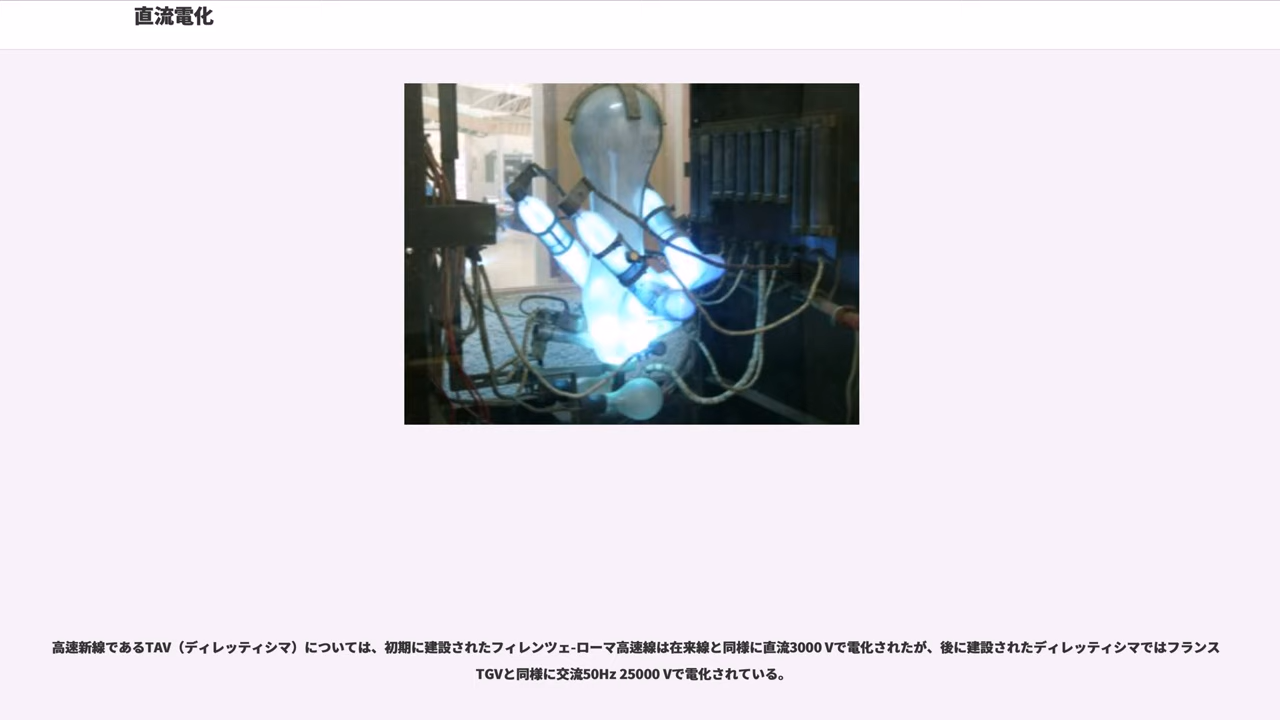 直流電化
高速新線であるTAV（ディレッティシマ）については、初期に建設されたフィレンツェ-ローマ高速線は在来線と同様に直流3000 Vで電化されたが、後に建設されたディレッティシマではフランス
TGVと同様に交流50Hz 25000 Vで電化されている。